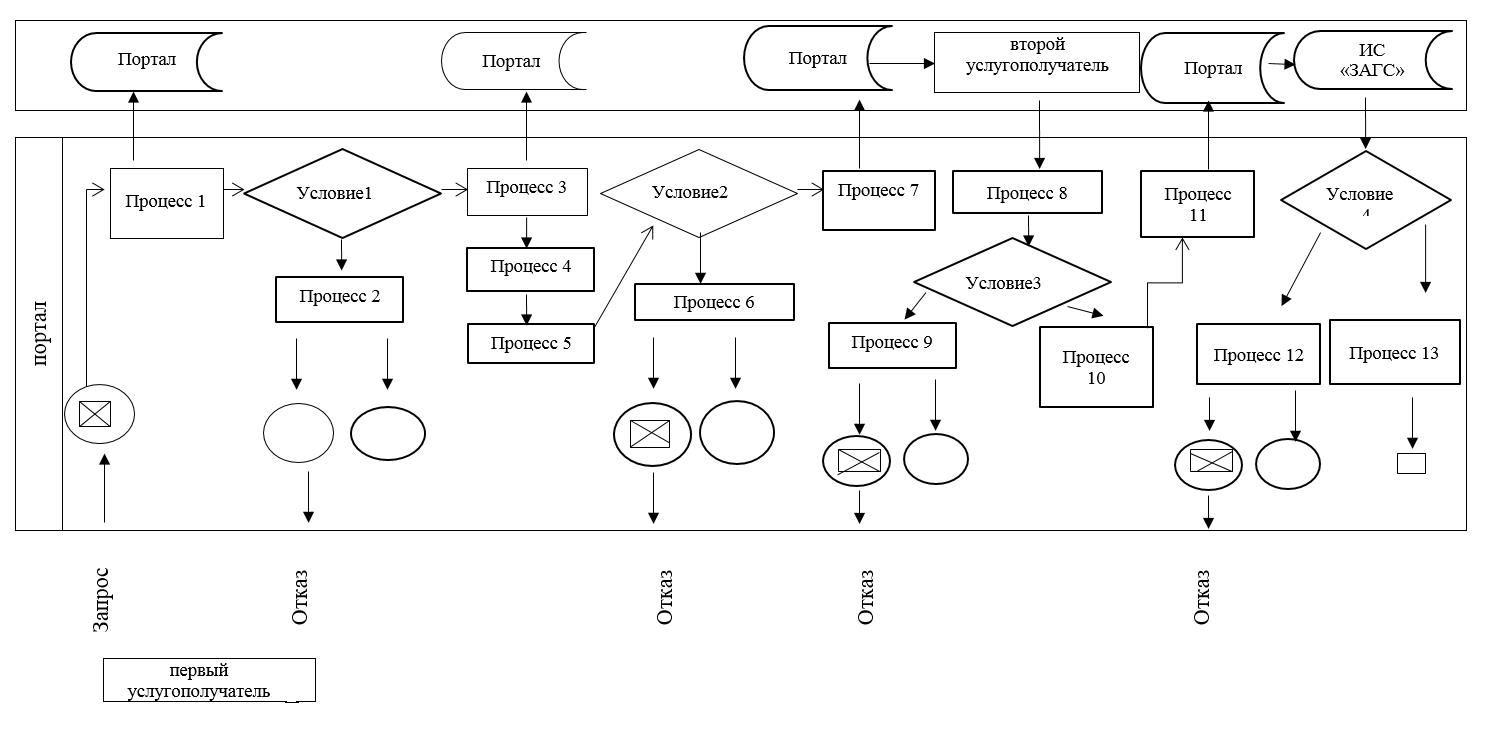 Портал
Портал
Портал
второй
услугополучатель
Портал
ИС
«ЗАГС»
Процесс 1
Условие1
Процесс 3
Условие2
Процесс 7
Процесс 8
Процесс
11
Условие
4
Процесс 4
Процесс 2
Процесс 6
Условие3
Процесс 5
Процесс 9
Процесс
10
Процесс 12
Процесс 13
портал
Запрос
Отказ
Отказ
Отказ
Отказ
первый
услугополучатель